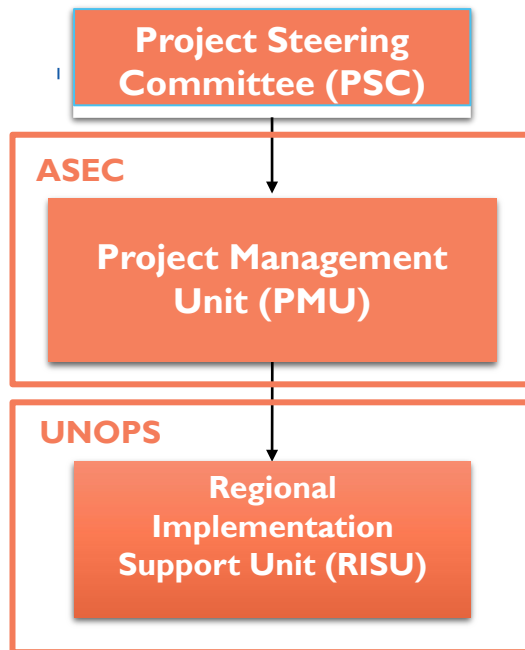 Project Steering
Committee (PSC)
ASEC
Project Management
Unit (PMU)
UNOPS
Regional
Implementation
Support Unit (RISU)